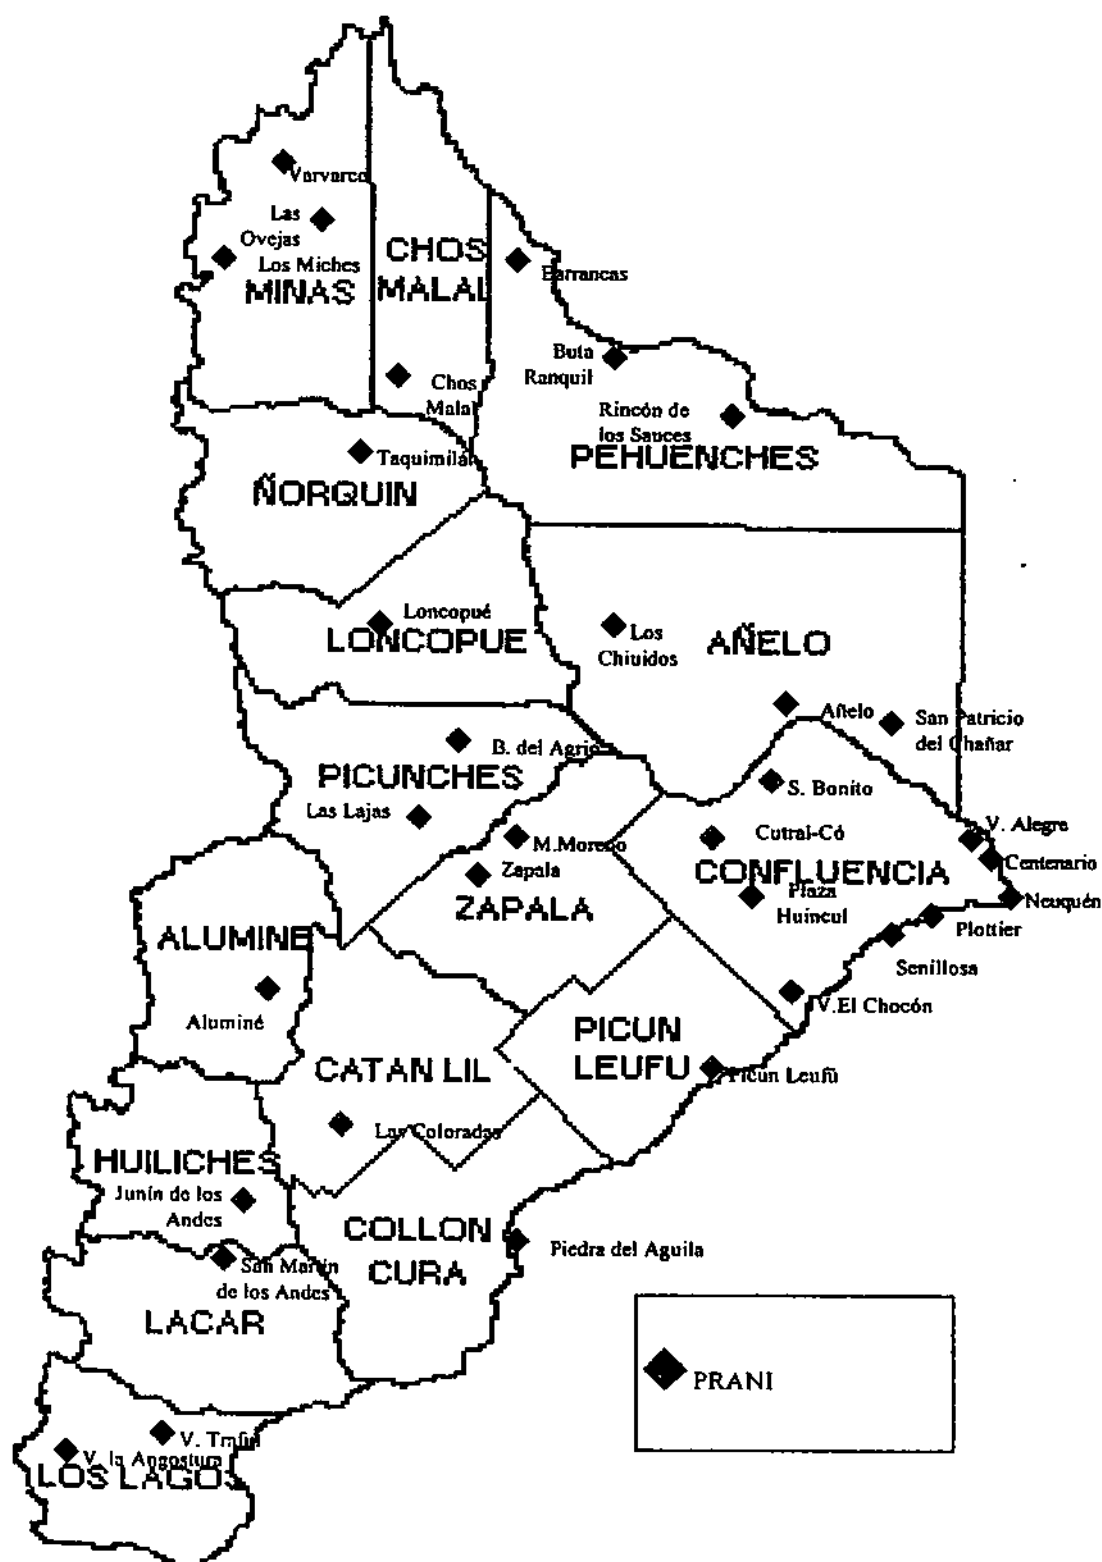 Varvarco
Las
Ovejas
Los Miches
MINAS
CHOS
MALAL
Barrancas
Buta
Ranquil
Chos
Malal
Rincón de
los Sauces
PEHUENCHES
Taquimilán
ÑORQUIN
Loncopué
LONCOPUE
Los
Chiuidos
AÑELO
Añelo
San Patricio
del Chañar
B. del Agrio
PICUNCHES
Las Lajas
S. Bonito
M.Moreno
Cutral-Có
V. Alegre
Zapala
CONFLUENCIA
Centenario
ZAPALA
Plaza
Huincul
Neuquén
Plottier
ALUMINE
Senillosa
Aluminé
V.El Chocón
PICUN
LEUFU
CATAN LIL
Picun Leufú
Las Coloradas
HUILICHES
Junín de los
Andes
COLLON
CURA
Piedra del Aguila
San Martín
de los Andes
LACAR
PRANI
V. Trafúl
V. la Angostura
LOS LAGOS